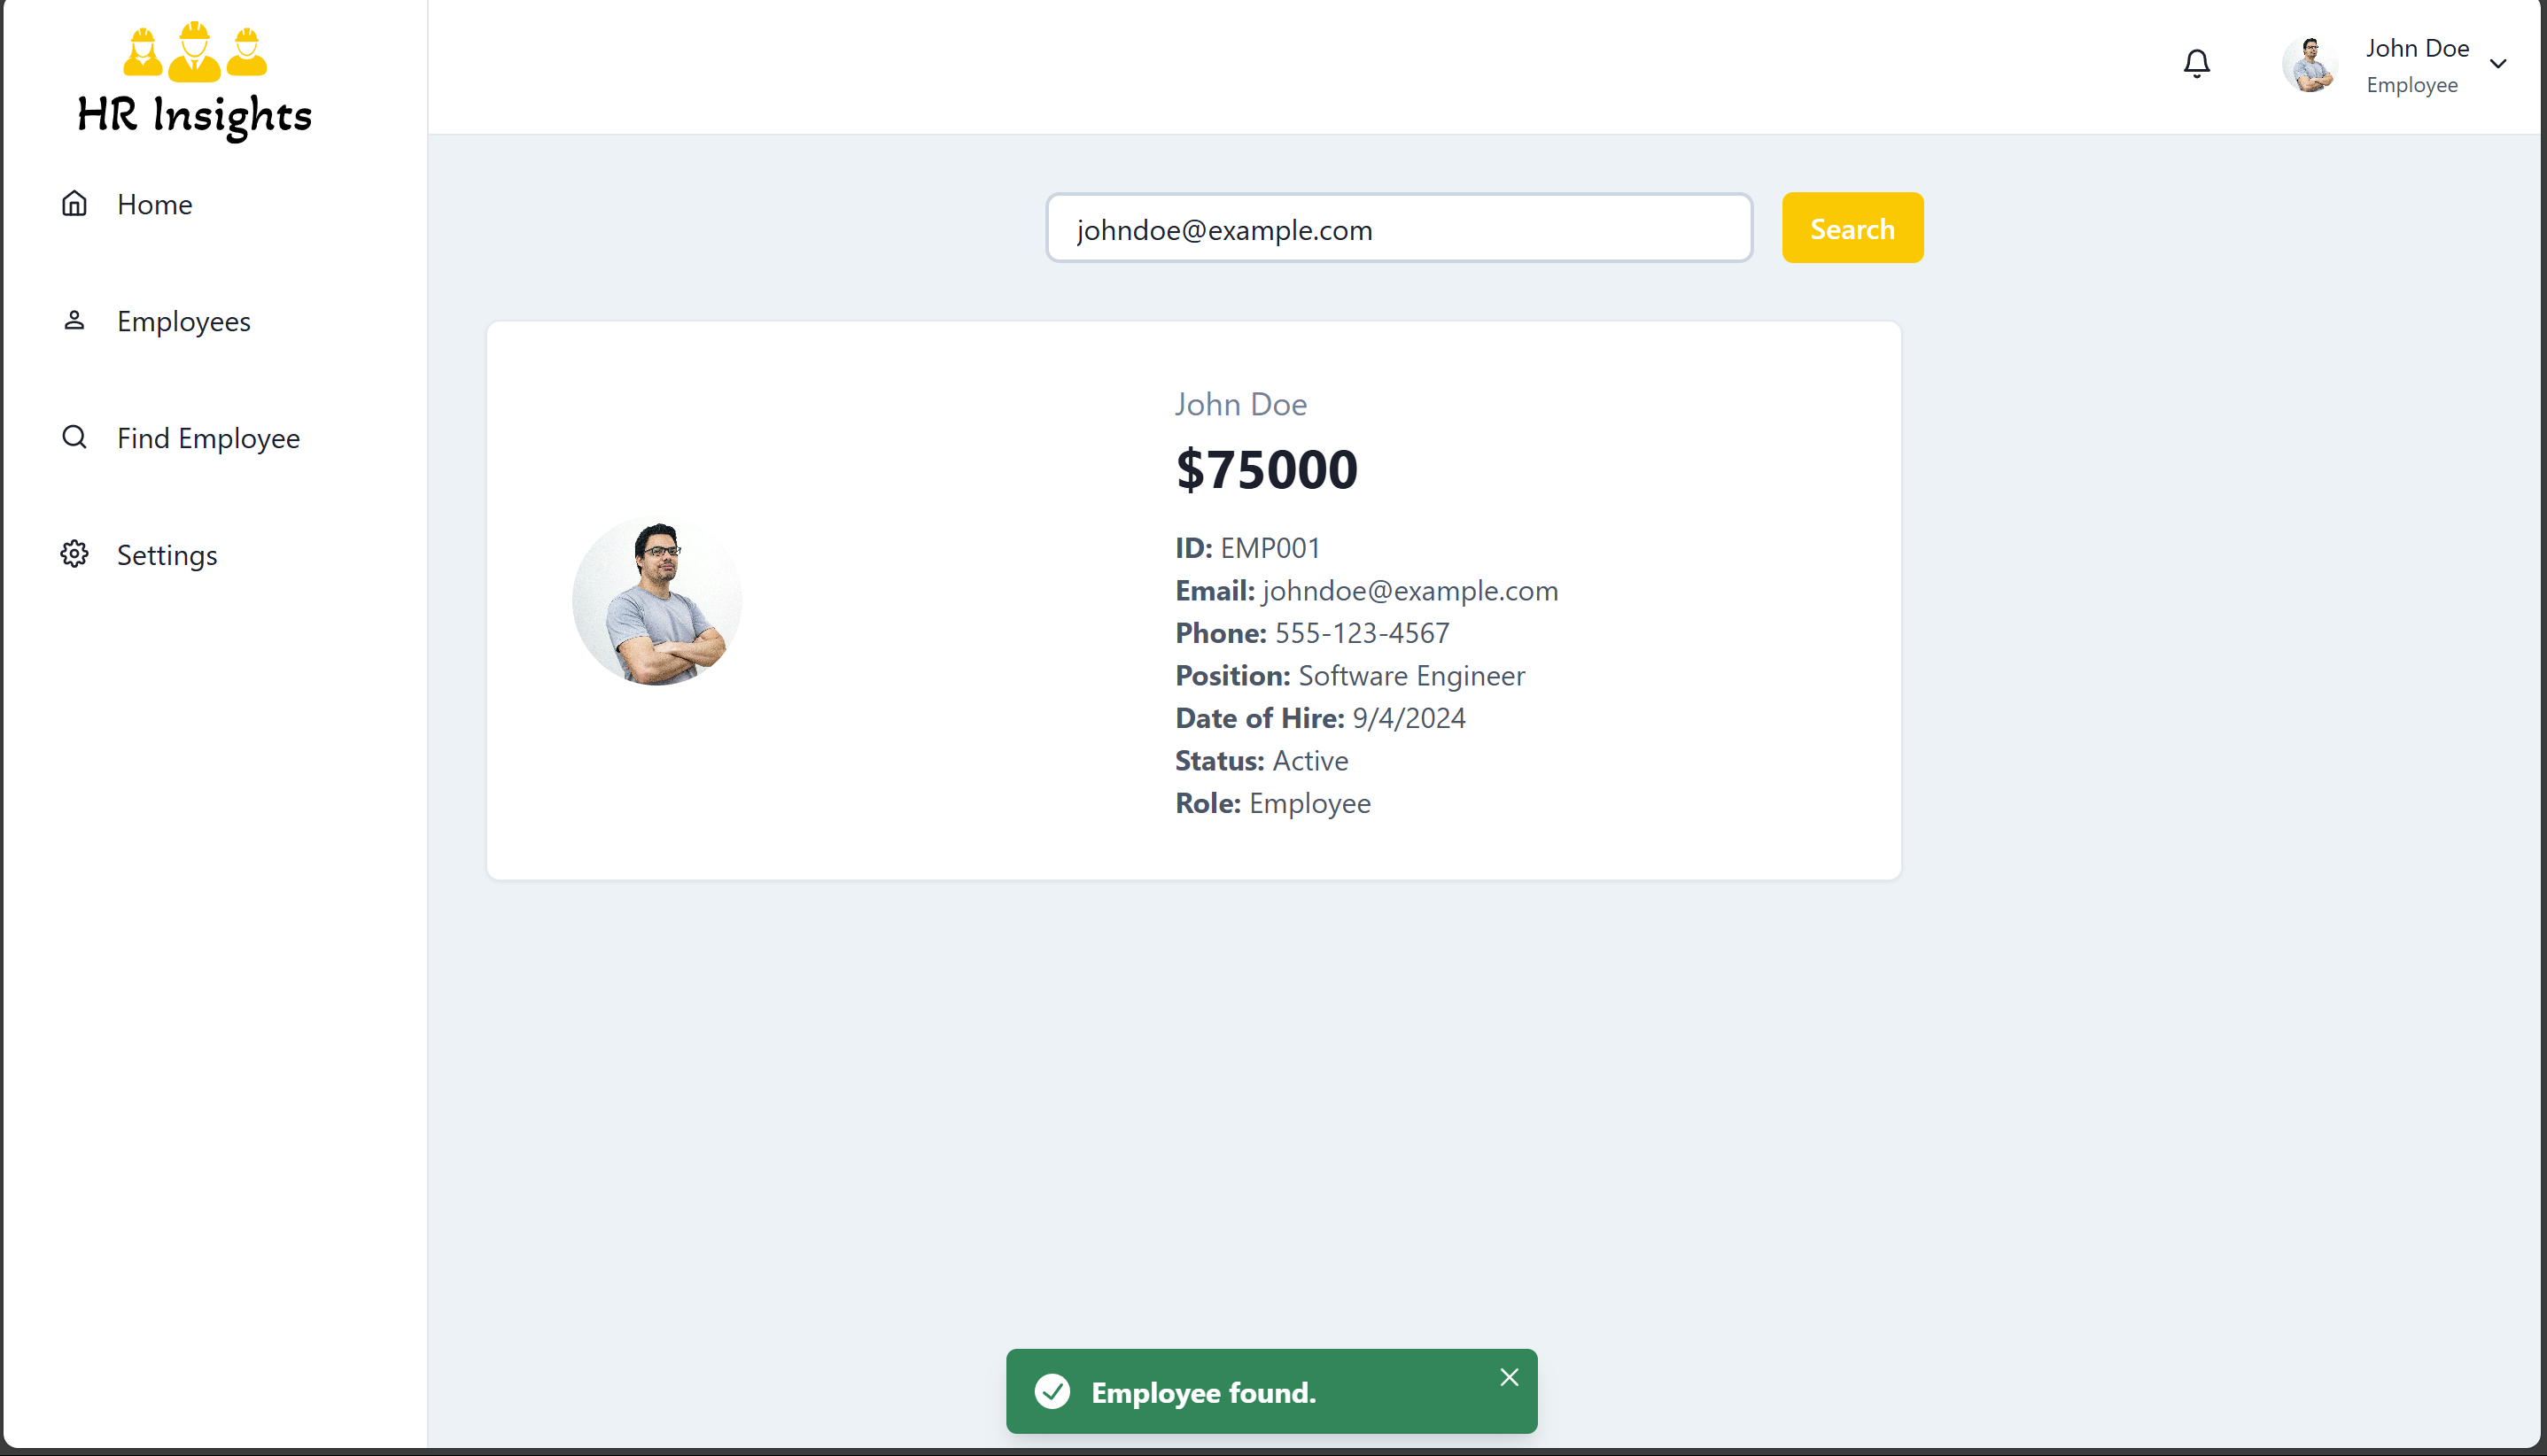 HR Insights
Home
Employees
Find Employee
Settings
John Doe
Employee
johndoe@example.com
Search
John Doe
$75000
ID: EMP001
Email: johndoe@example.com
Phone: 555-123-4567
Position: Software Engineer
Date of Hire: 9/4/2024
Status: Active
Role: Employee
Employee found.